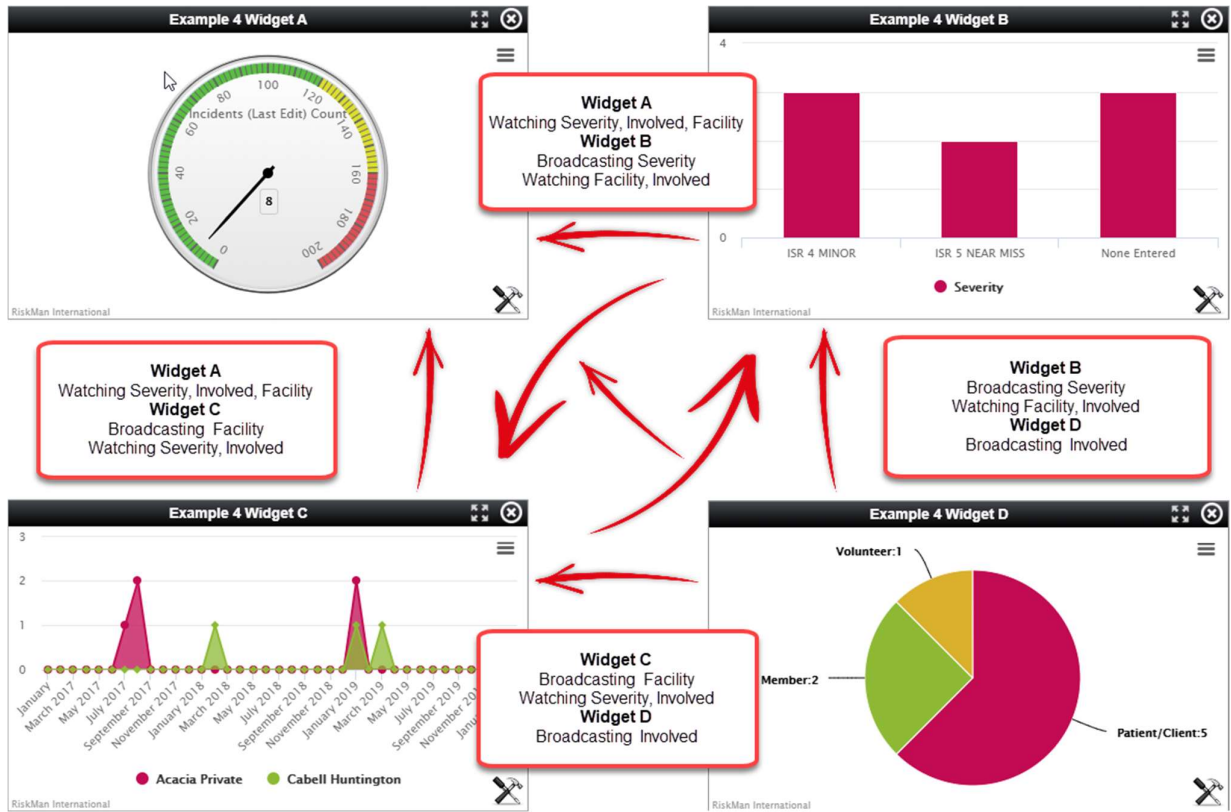 Example 4 Widget A
Incidents (Last Edit) Count
0
20
40
60
80
100
120
140
160
180
200
8
RiskMan International
Example 4 Widget B
4
0
ISR 4 MINOR
ISR 5 NEAR MISS
None Entered
Severity
RiskMan International
Widget A
Watching Severity, Involved, Facility
Widget B
Broadcasting Severity
Watching Facility, Involved
Widget A
Watching Severity, Involved, Facility
Widget C
Broadcasting Facility
Watching Severity, Involved
Widget B
Broadcasting Severity
Watching Facility, Involved
Widget D
Broadcasting Involved
Example 4 Widget C
3
2
1
0
January
March 2017
May 2017
July 2017
September 2017
November 2017
January 2018
March 2018
May 2018
July 2018
September 2018
November 2018
January 2019
March 2019
May 2019
July 2019
September 2019
Acacia Private
Cabell Huntington
RiskMan International
Widget C
Broadcasting Facility
Watching Severity, Involved
Widget D
Broadcasting Involved
Example 4 Widget D
Volunteer:1
Member:2
Patient/Client:5
RiskMan International